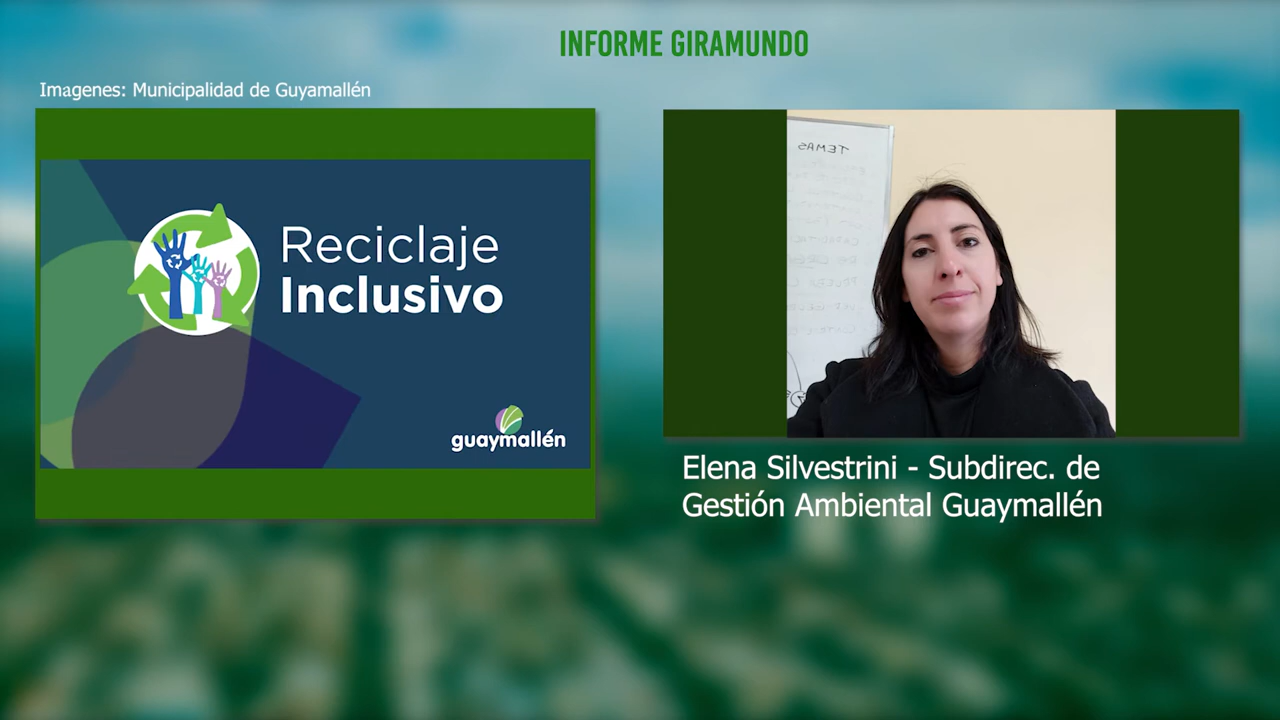 INFORME GIRAMUNDO
Imagenes: Municipalidad de Guyamallén
Reciclaje
Inclusivo
guaymallén
TEMAS
Elena Silvestrini - Subdirec. de
Gestión Ambiental Guaymallén